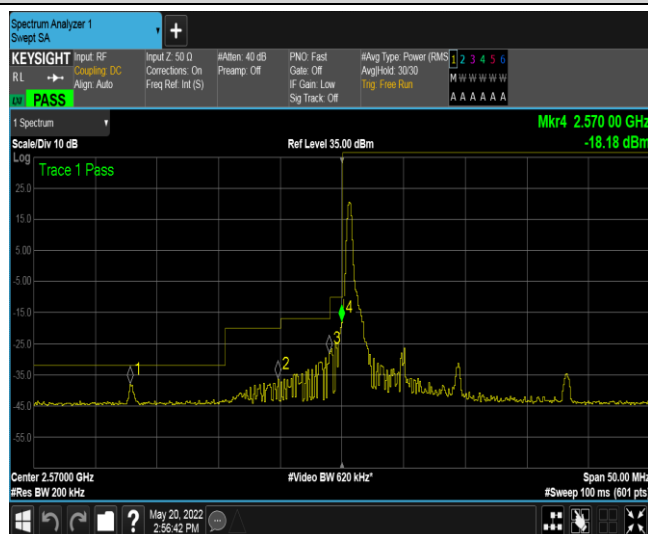 Spectrum Analyzer 1
Swept SA
KEYSIGHT
RL
PASS
Input: RF
Coupling: DC
Align: Auto
Input Z: 50 Ω
Corrections: On
Freq Ref: Int (S)
#Atten: 40 dB
Preamp: Off
PNO: Fast
Gate: Off
IF Gain: Low
Sig Track: Off
#Avg Type: Power (RMS
Avg|Hold: 30/30
Trig: Free Run
1 2 3 4 5 6
M W W W W W
A A A A A A
1 Spectrum
Mkr4 2.570 00 GHz
Scale/Div 10 dB
Ref Level 35.00 dBm
-18.18 dBm
Log
Trace 1 Pass
25.0
15.0
5.00
-5.00
-15.0
4
-25.0
3
1
2
-35.0
-45.0
-55.0
Center 2.57000 GHz
#Video BW 620 kHz*
Span 50.00 MHz
#Res BW 200 kHz
#Sweep 100 ms (601 pts)
?
May 20, 2022
2:56:42 PM